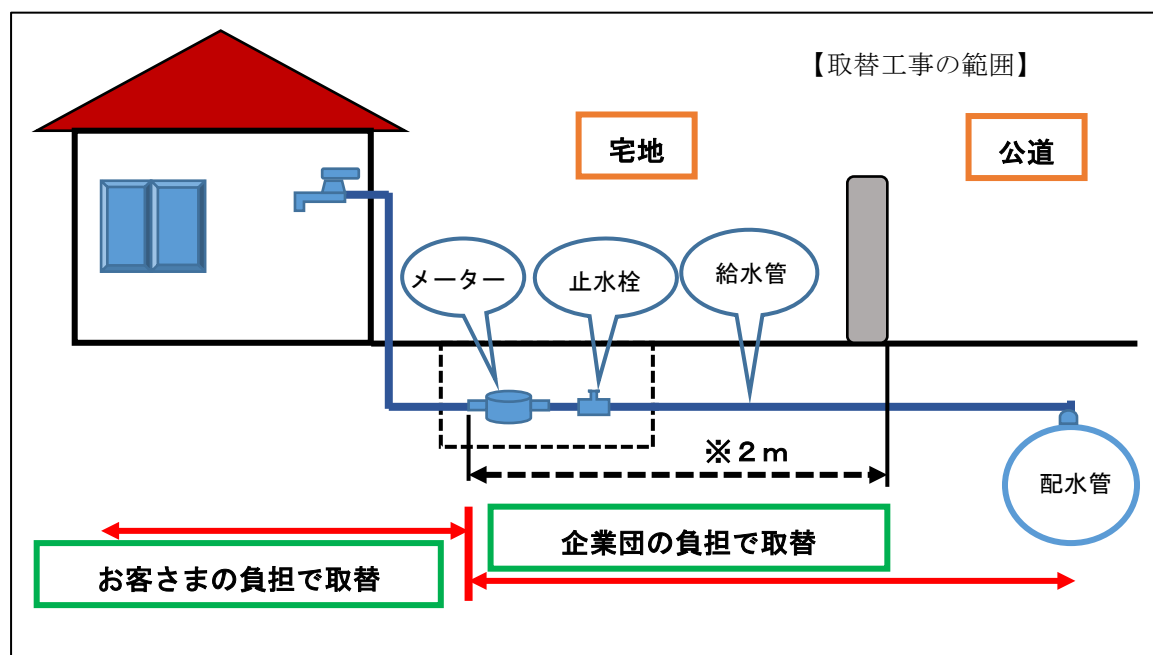 【取替工事の範囲】
宅地
公道
メーター
止水栓
給水管
※２ｍ
配水管
企業団の負担で取替
お客さまの負担で取替